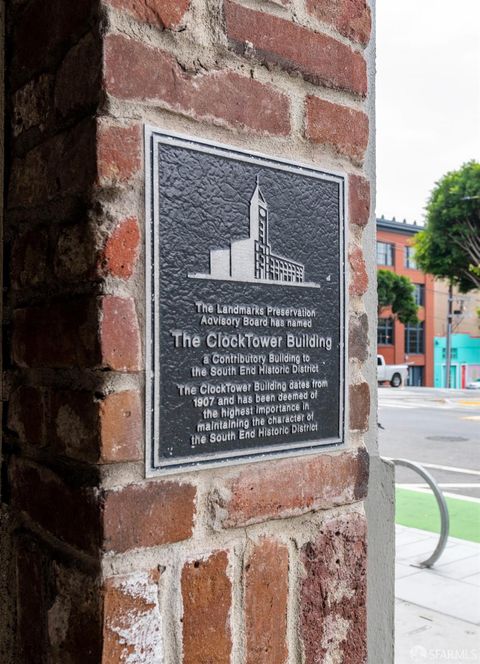 The Landmarks Preservation
Advisory Board has named
The ClockTower Building
a Contributory Building to
the South End Historic District
The ClockTower Building dates from
1907 and has been deemed of
the highest importance in
maintaining the character of
the South End Historic District
SFARMLS